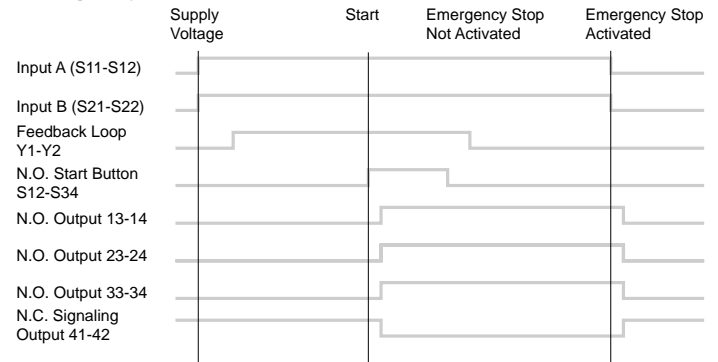 Supply
Voltage
Start
Emergency Stop
Not Activated
Emergency Stop
Activated
Input A (S11-S12)
Input B (S21-S22)
Feedback Loop
Y1-Y2
N.O. Start Button
S12-S34
N.O. Output 13-14
N.O. Output 23-24
N.O. Output 33-34
N.C. Signaling
Output 41-42